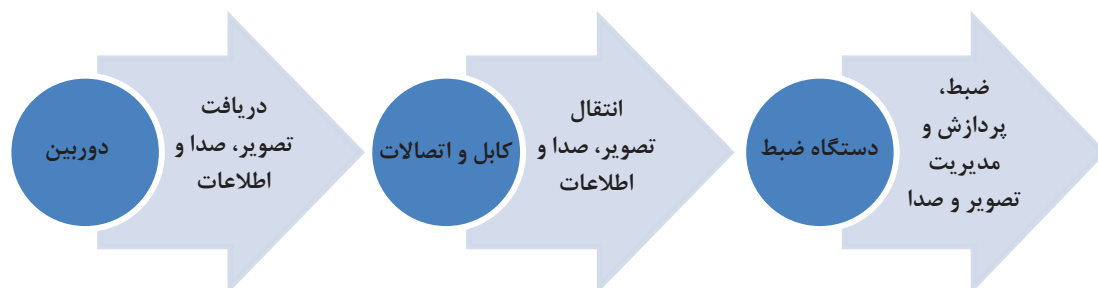 دوربین
دریافت
تصویر، صدا و
اطلاعات
کابل و اتصالات
انتقال
تصویر، صدا و
اطلاعات
دستگاه ضبط
ضبط،
پردازش و
مدیریت
تصویر و صدا